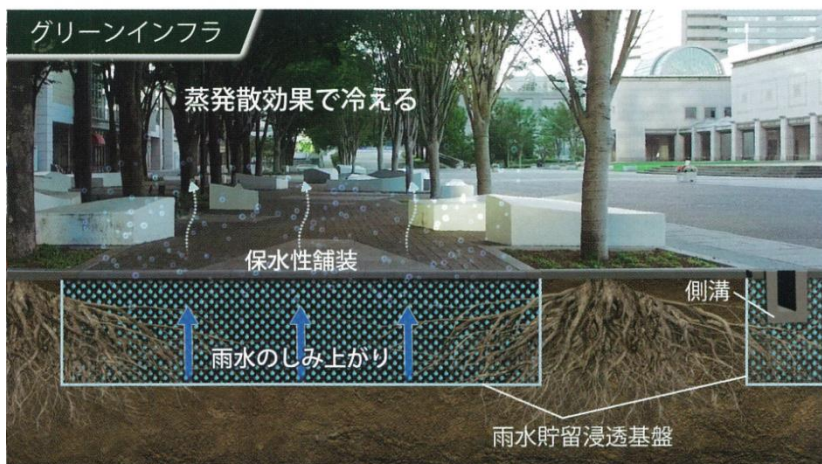 グリーンインフラ
蒸発散効果で冷える
保水性舗装
側溝
雨水のしみ上がり
雨水貯留浸透基盤